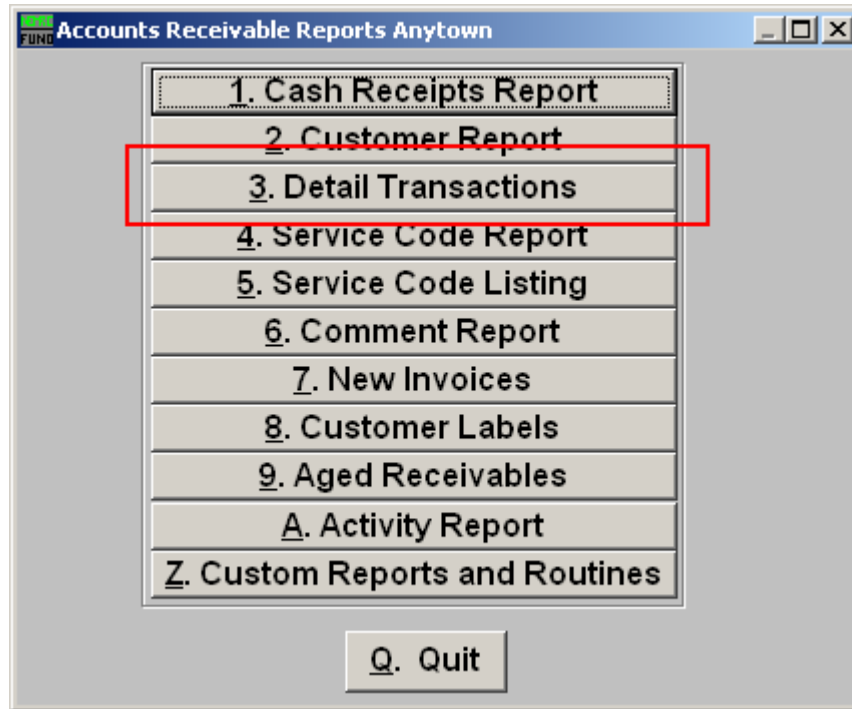 NEMRC
FUND
Accounts Receivable Reports Anytown
1. Cash Receipts Report
2. Customer Report
3. Detail Transactions
4. Service Code Report
5. Service Code Listing
6. Comment Report
7. New Invoices
8. Customer Labels
9. Aged Receivables
A. Activity Report
Z. Custom Reports and Routines
Q. Quit